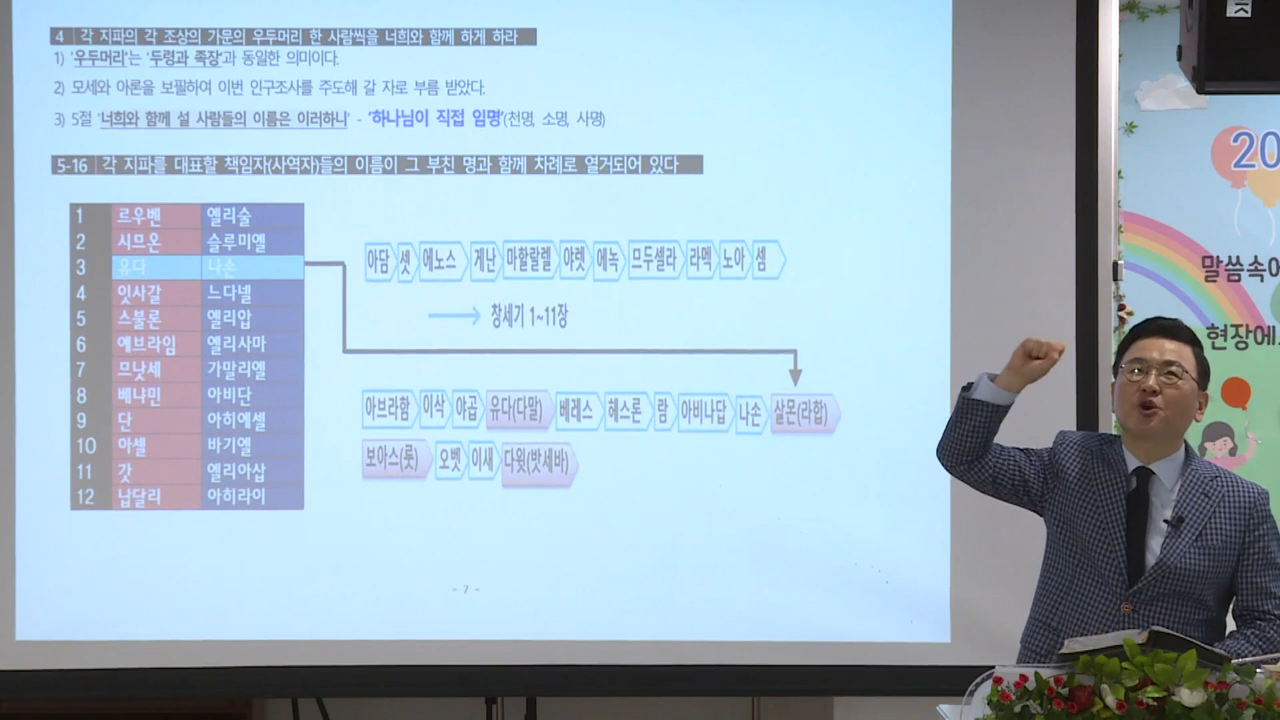 4 각 지파의 각 조상의 가문의 우두머리 한 사람씩을 너희와 함께 하게 하라
1) '우두머리'는 '두령과 족장'과 동일한 의미이다.
2) 모세와 아론을 보필하여 이번 인구조사를 주도해 갈 자로 부름 받았다.
3) 5절 '너희와 함께 설 사람들의 이름은 이러하니' - '하나님이 직접 임명'(천명, 소명, 사명)
5-16 각 지파를 대표할 책임자(사역자)들의 이름이 그 부친 명과 함께 차례로 열거되어 있다
1 르우벤 엘리술
2 시므온 슬루미엘
3 유다 나손
4 잇사갈 느다넬
5 스불론 엘리압
6 에브라임 엘리사마
7 므낫세 가말리엘
8 베냐민 아비단
9 단 아히에셀
10 아셀 바기엘
11 갓 엘리아삽
12 납달리 아히라이
아담 셋 에노스 게난 마할랄렐 야렛 에녹 므두셀라 라멕 노아 셈
창세기 1~11장
아브라함 이삭 야곱 유다(다말) 베레스 헤스론 람 아비나답 나손 살몬(라합)
보아스(룻) 오벳 이새 다윗(밧세바)
- 7 -
20
말씀속에
현장에